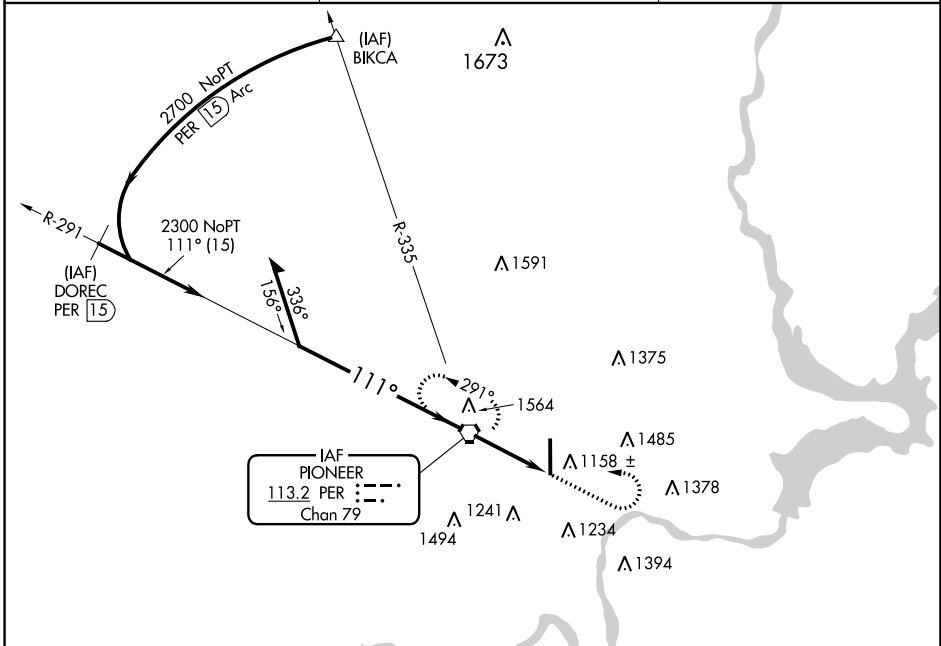 (IAF)
BIKCA
1673
2700 NoPT
PER 15 Arc
R-291
2300 NoPT
111° (15)
(IAF)
DOREC
PER 15
R-335
1591
336°
156°
1375
111°
291°
1564
IAF
PIONEER
113.2 PER
Chan 79
1485
1158 ±
1378
1241
1494
1234
1394